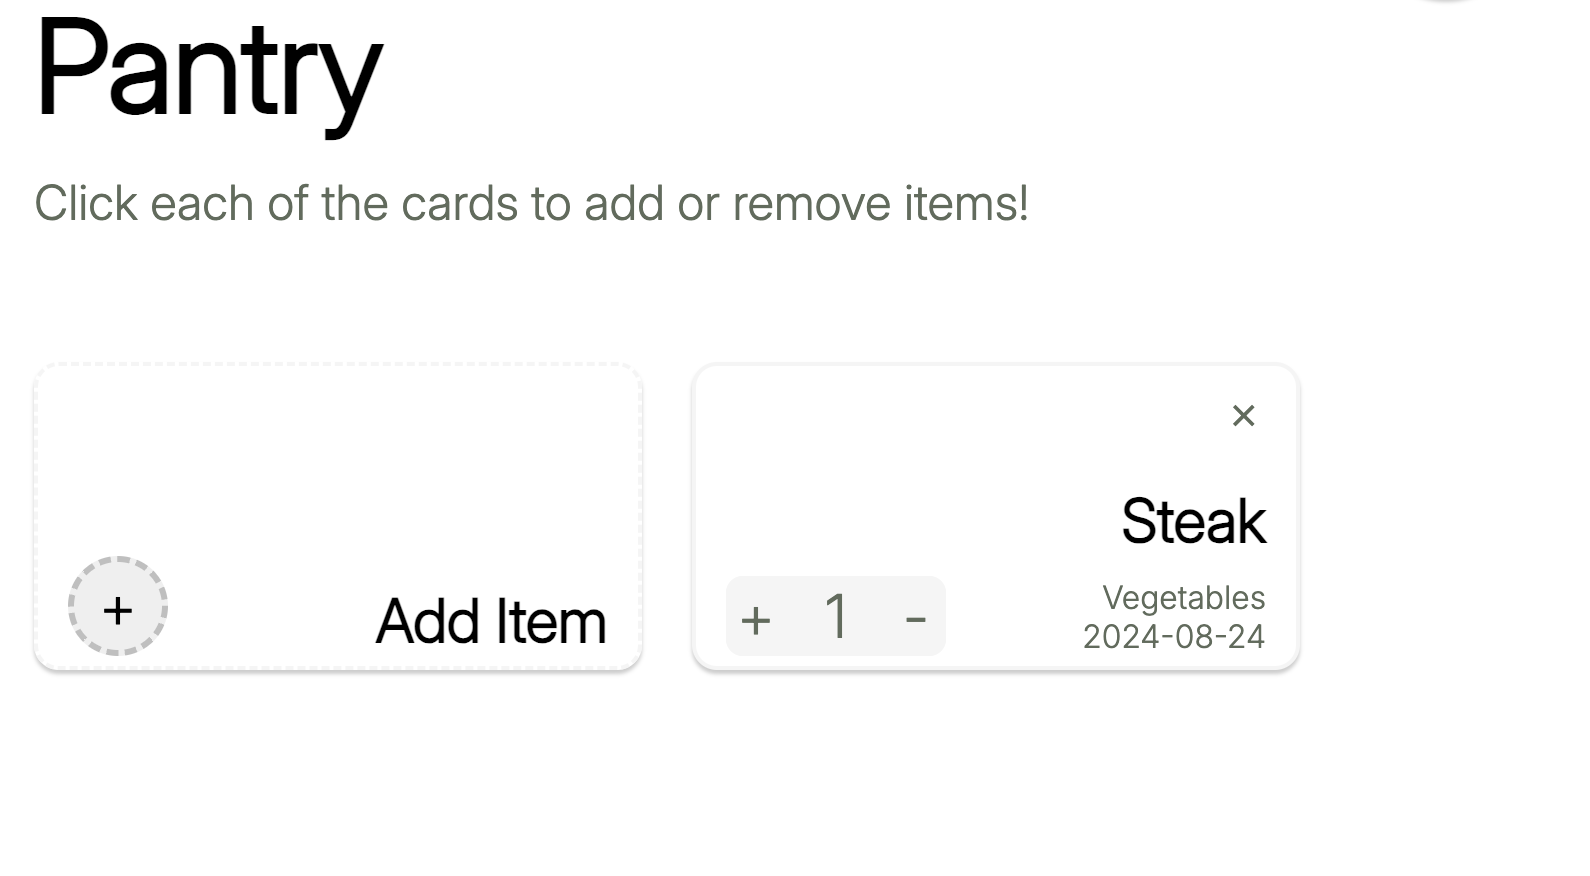 Pantry
Click each of the cards to add or remove items!
+
Add Item
×
Steak
+ 1 -
Vegetables
2024-08-24